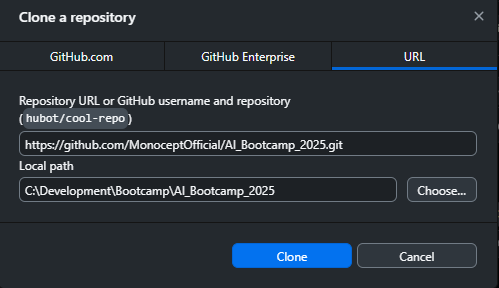 Clone a repository
GitHub.com
GitHub Enterprise
URL
Repository URL or GitHub username and repository
(hubot/cool-repo)
https://github.com/MonoceptOfficial/AI_Bootcamp_2025.git
Local path
C:\Development\Bootcamp\AI_Bootcamp_2025
Choose...
Clone
Cancel